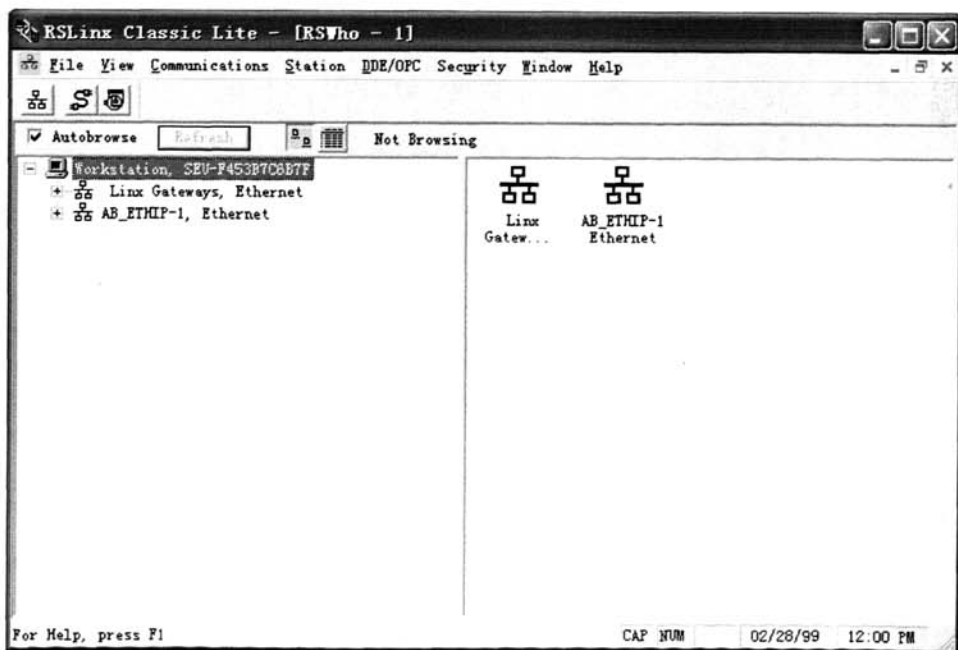 RSLinx Classic Lite - [RSWho - 1]
File View Communications Station DDE/OPC Security Window Help
Autobrowse Refresh Not Browsing
Workstation, SEU-F453B7C6B7F
Linx Gateways, Ethernet
AB_ETHIP-1, Ethernet
Linx
Gatew...
AB_ETHIP-1
Ethernet
For Help, press F1 CAP NUM 02/28/99 12:00 PM